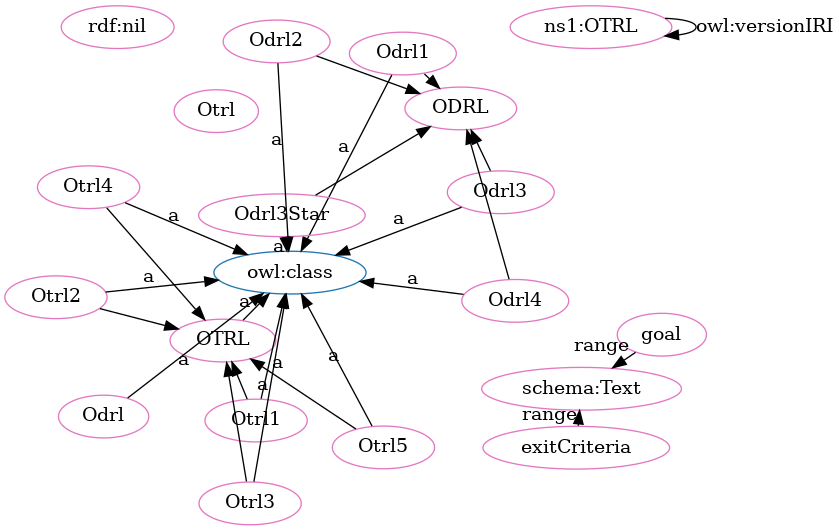 rdf:nil
Odrl2
Odrl1
ns1:OTRL
owl:versionIRI
Otrl
ODRL
a
a
Otrl4
Odrl3Star
Odrl3
a
a
a
owl:class
a
a
Otrl2
a
Odrl4
OTRL
goal
range
a
a
schema:Text
a
a
Odrl
Otrl1
range
Otrl5
exitCriteria
Otrl3